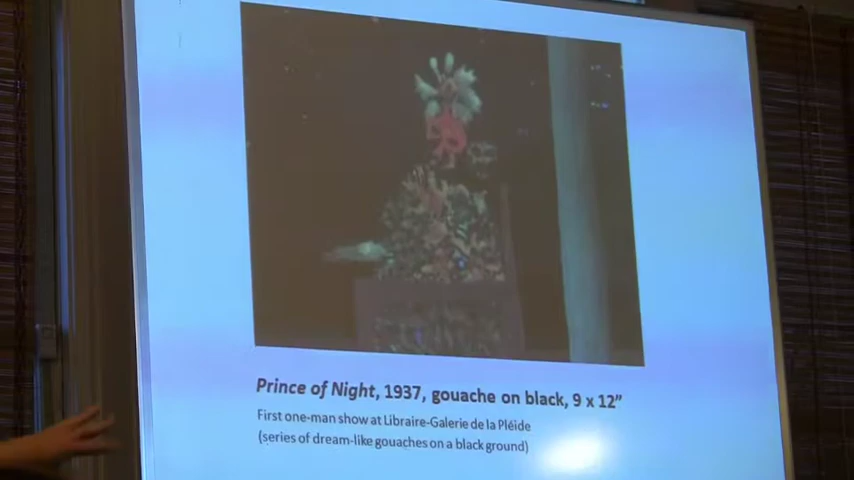 Prince of Night, 1937, gouache on black, 9 x 12”
First one-man show at Librairie-Galerie de la Pléide
(series of dream-like gouaches on a black ground)